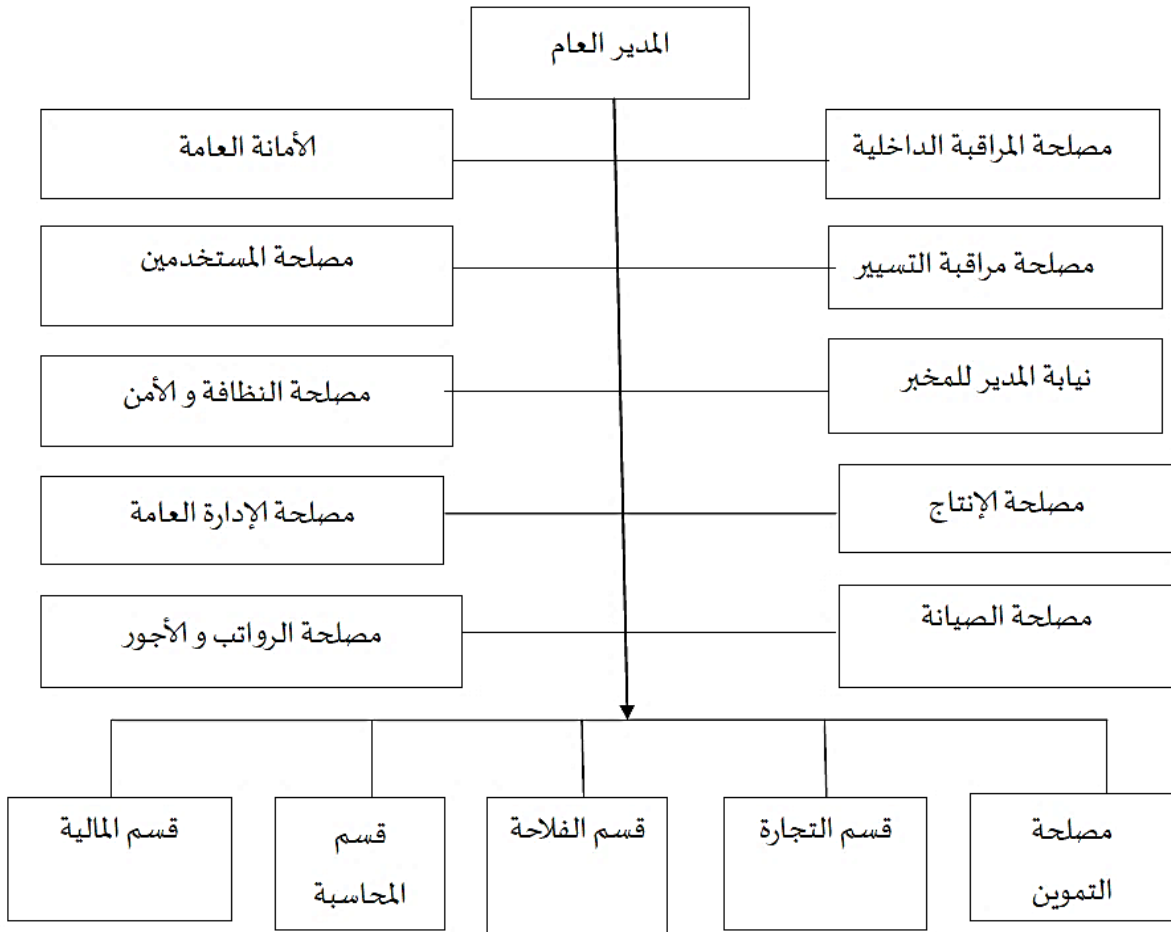 المدير العام
مصلحة المراقبة الداخلية
الأمانة العامة
مصلحة مراقبة التسيير
مصلحة المستخدمين
نيابة المدير للمخبر
مصلحة النظافة و الأمن
مصلحة الإنتاج
مصلحة الإدارة العامة
مصلحة الصيانة
مصلحة الرواتب و الأجور
مصلحة
التموين
قسم التجارة
قسم الفلاحة
قسم
المحاسبة
قسم المالية